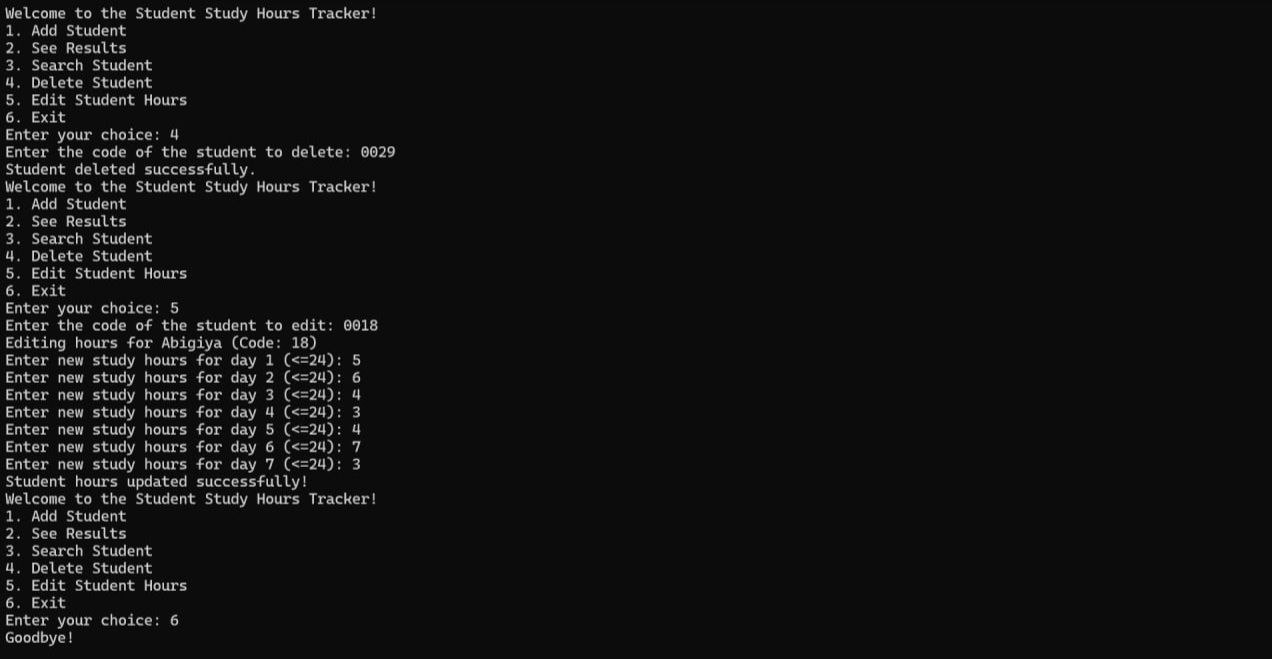 Welcome to the Student Study Hours Tracker!
1. Add Student
2. See Results
3. Search Student
4. Delete Student
5. Edit Student Hours
6. Exit
Enter your choice: 4
Enter the code of the student to delete: 0029
Student deleted successfully.
Welcome to the Student Study Hours Tracker!
1. Add Student
2. See Results
3. Search Student
4. Delete Student
5. Edit Student Hours
6. Exit
Enter your choice: 5
Enter the code of the student to edit: 0018
Editing hours for Abigiya (Code: 18)
Enter new study hours for day 1 (<=24): 5
Enter new study hours for day 2 (<=24): 6
Enter new study hours for day 3 (<=24): 4
Enter new study hours for day 4 (<=24): 3
Enter new study hours for day 5 (<=24): 4
Enter new study hours for day 6 (<=24): 7
Enter new study hours for day 7 (<=24): 3
Student hours updated successfully!
Welcome to the Student Study Hours Tracker!
1. Add Student
2. See Results
3. Search Student
4. Delete Student
5. Edit Student Hours
6. Exit
Enter your choice: 6
Goodbye!